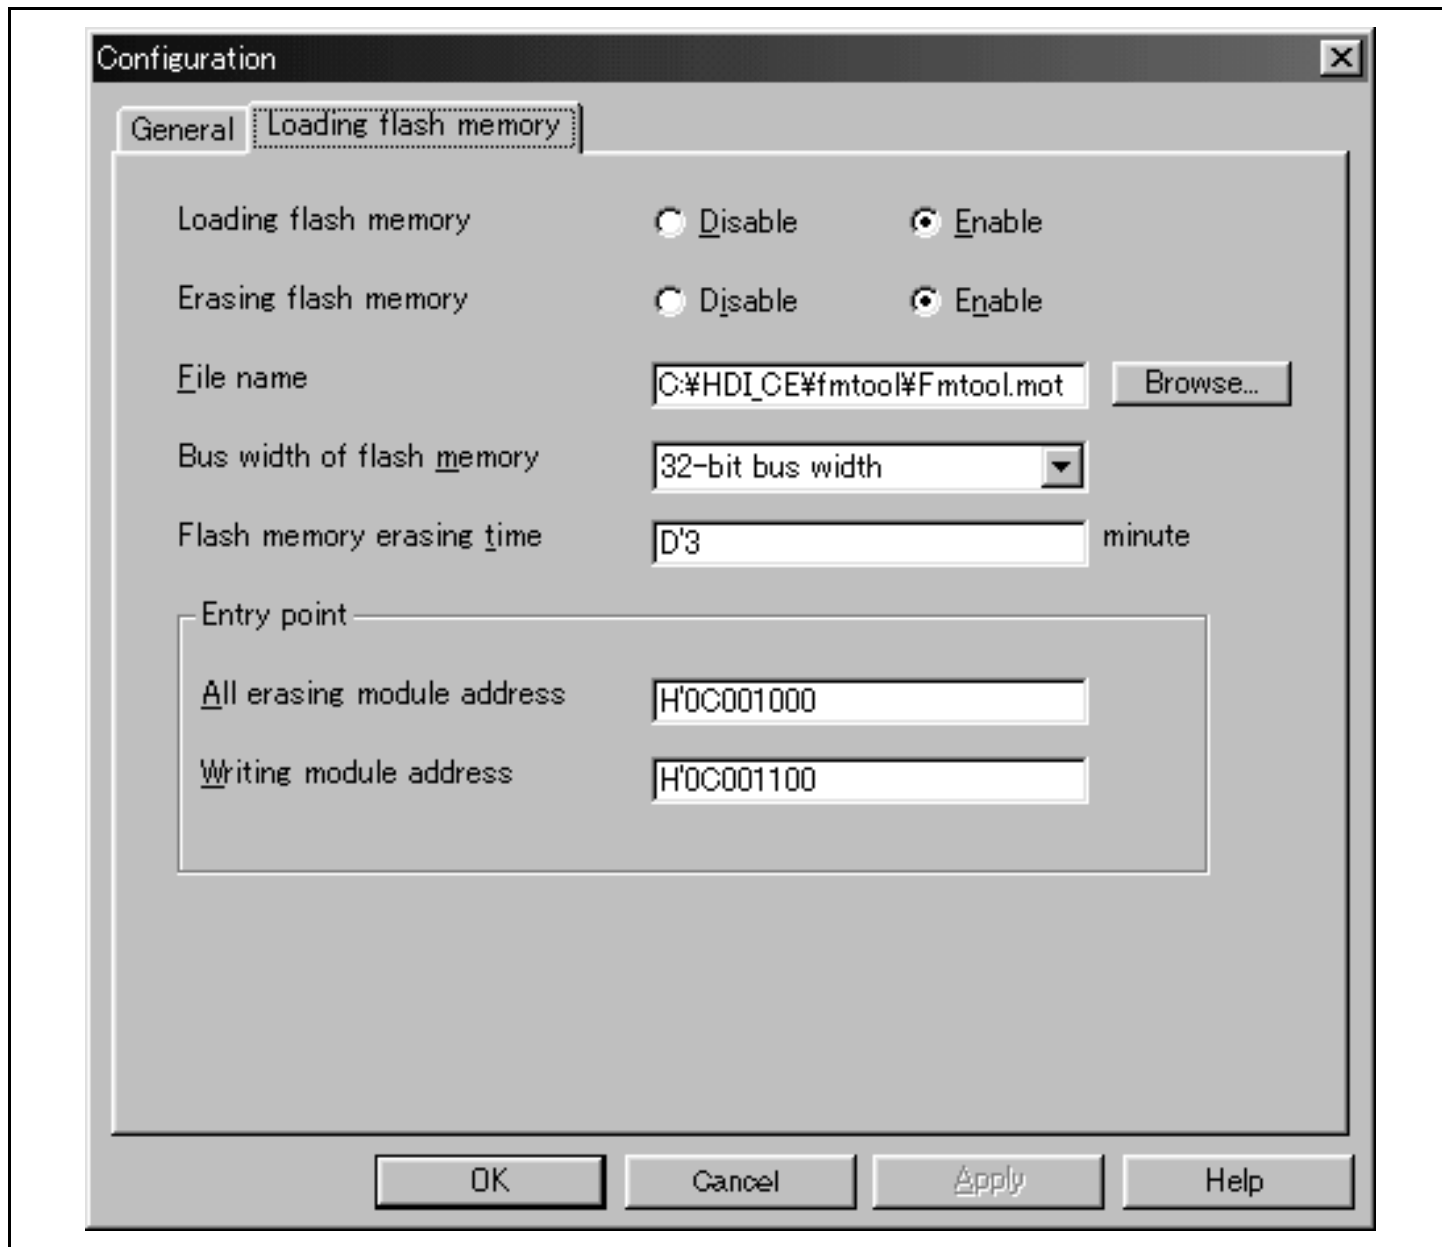 Configuration
General Loading flash memory
Loading flash memory Disable Enable
Erasing flash memory Disable Enable
File name C:¥HDI_CE¥fmtool¥Fmtool.mot Browse...
Bus width of flash memory 32-bit bus width
Flash memory erasing time D'3 minute
Entry point
All erasing module address H'0C001000
Writing module address H'0C001100
OK Cancel Apply Help